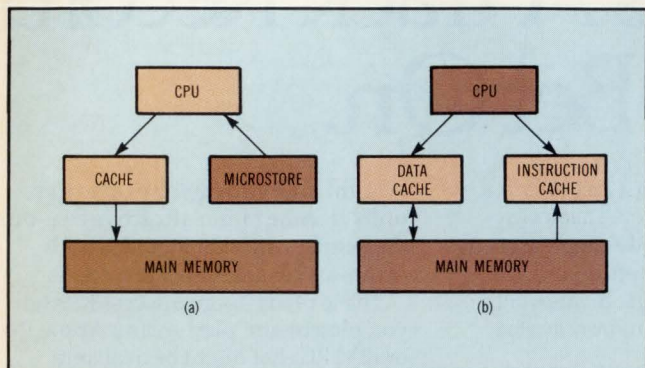 CPU
CACHE
MICROSTORE
MAIN MEMORY
(a)
CPU
DATA
CACHE
INSTRUCTION
CACHE
MAIN MEMORY
(b)